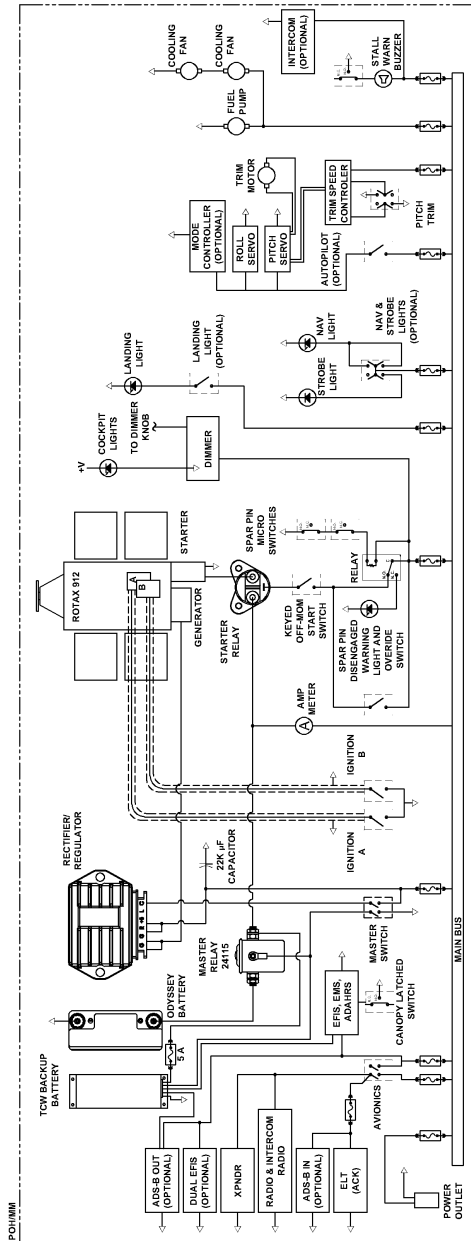 POH/MM
TCW BACKUP
BATTERY
ODYSSEY
BATTERY
5 A
RECTIFIER/
REGULATOR
G G R +B L C
22K µF
CAPACITOR
MASTER
RELAY
24115
ROTAX 912
A
B
STARTER
GENERATOR
STARTER
RELAY
+V
COCKPIT
LIGHTS
TO DIMMER
KNOB
DIMMER
LANDING
LIGHT
LANDING
LIGHT
(OPTIONAL)
STROBE
LIGHT
NAV
LIGHT
NAV &
STROBE
LIGHTS
(OPTIONAL)
MODE
CONTROLLER
(OPTIONAL)
ROLL
SERVO
PITCH
SERVO
AUTOPILOT
(OPTIONAL)
TRIM
MOTOR
TRIM SPEED
CONTROLER
PITCH
TRIM
FUEL
PUMP
COOLING
FAN
COOLING
FAN
INTERCOM
(OPTIONAL)
STALL
WARN
BUZZER
ADS-B OUT
(OPTIONAL)
DUAL EFIS
(OPTIONAL)
XPNDR
RADIO & INTERCOM
RADIO
ADS-B IN
(OPTIONAL)
ELT
(ACK)
EFIS, EMS,
ADAHRS
CANOPY LATCHED
SWITCH
AVIONICS
MASTER
SWITCH
IGNITION
A
IGNITION
B
AMP
METER
A
KEYED
OFF-MOM
START
SWITCH
SPAR PIN
MICRO
SWITCHES
RELAY
SPAR PIN
DISENGAGED
WARNING
LIGHT AND
OVERIDE
SWITCH
POWER
OUTLET
MAIN BUS